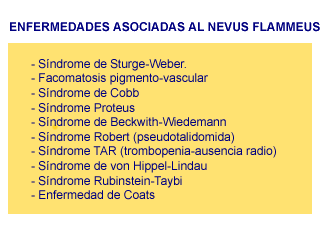 ENFERMEDADES ASOCIADAS AL NEVUS FLAMMEUS
- Síndrome de Sturge-Weber.
- Facomatosis pigmento-vascular
- Síndrome de Cobb
- Síndrome Proteus
- Síndrome de Beckwith-Wiedemann
- Síndrome Robert (pseudotalidomida)
- Síndrome TAR (trombopenia-ausencia radio)
- Síndrome de von Hippel-Lindau
- Síndrome Rubinstein-Taybi
- Enfermedad de Coats